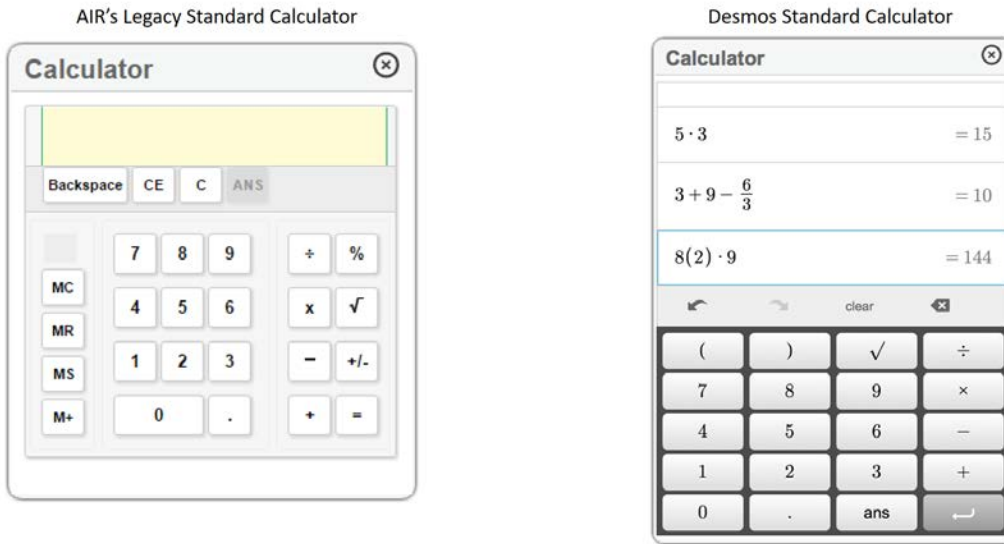 AIR's Legacy Standard Calculator
Calculator
Backspace CE C ANS
7 8 9 ÷ %
MC
4 5 6 x √
MR
1 2 3 − +/-
MS
M+ 0 . + =
Desmos Standard Calculator
Calculator
5 · 3 = 15
3 + 9 − 6/3 = 10
8(2) · 9 = 144
clear
( ) √ ÷
7 8 9 ×
4 5 6 −
1 2 3 +
0 . ans